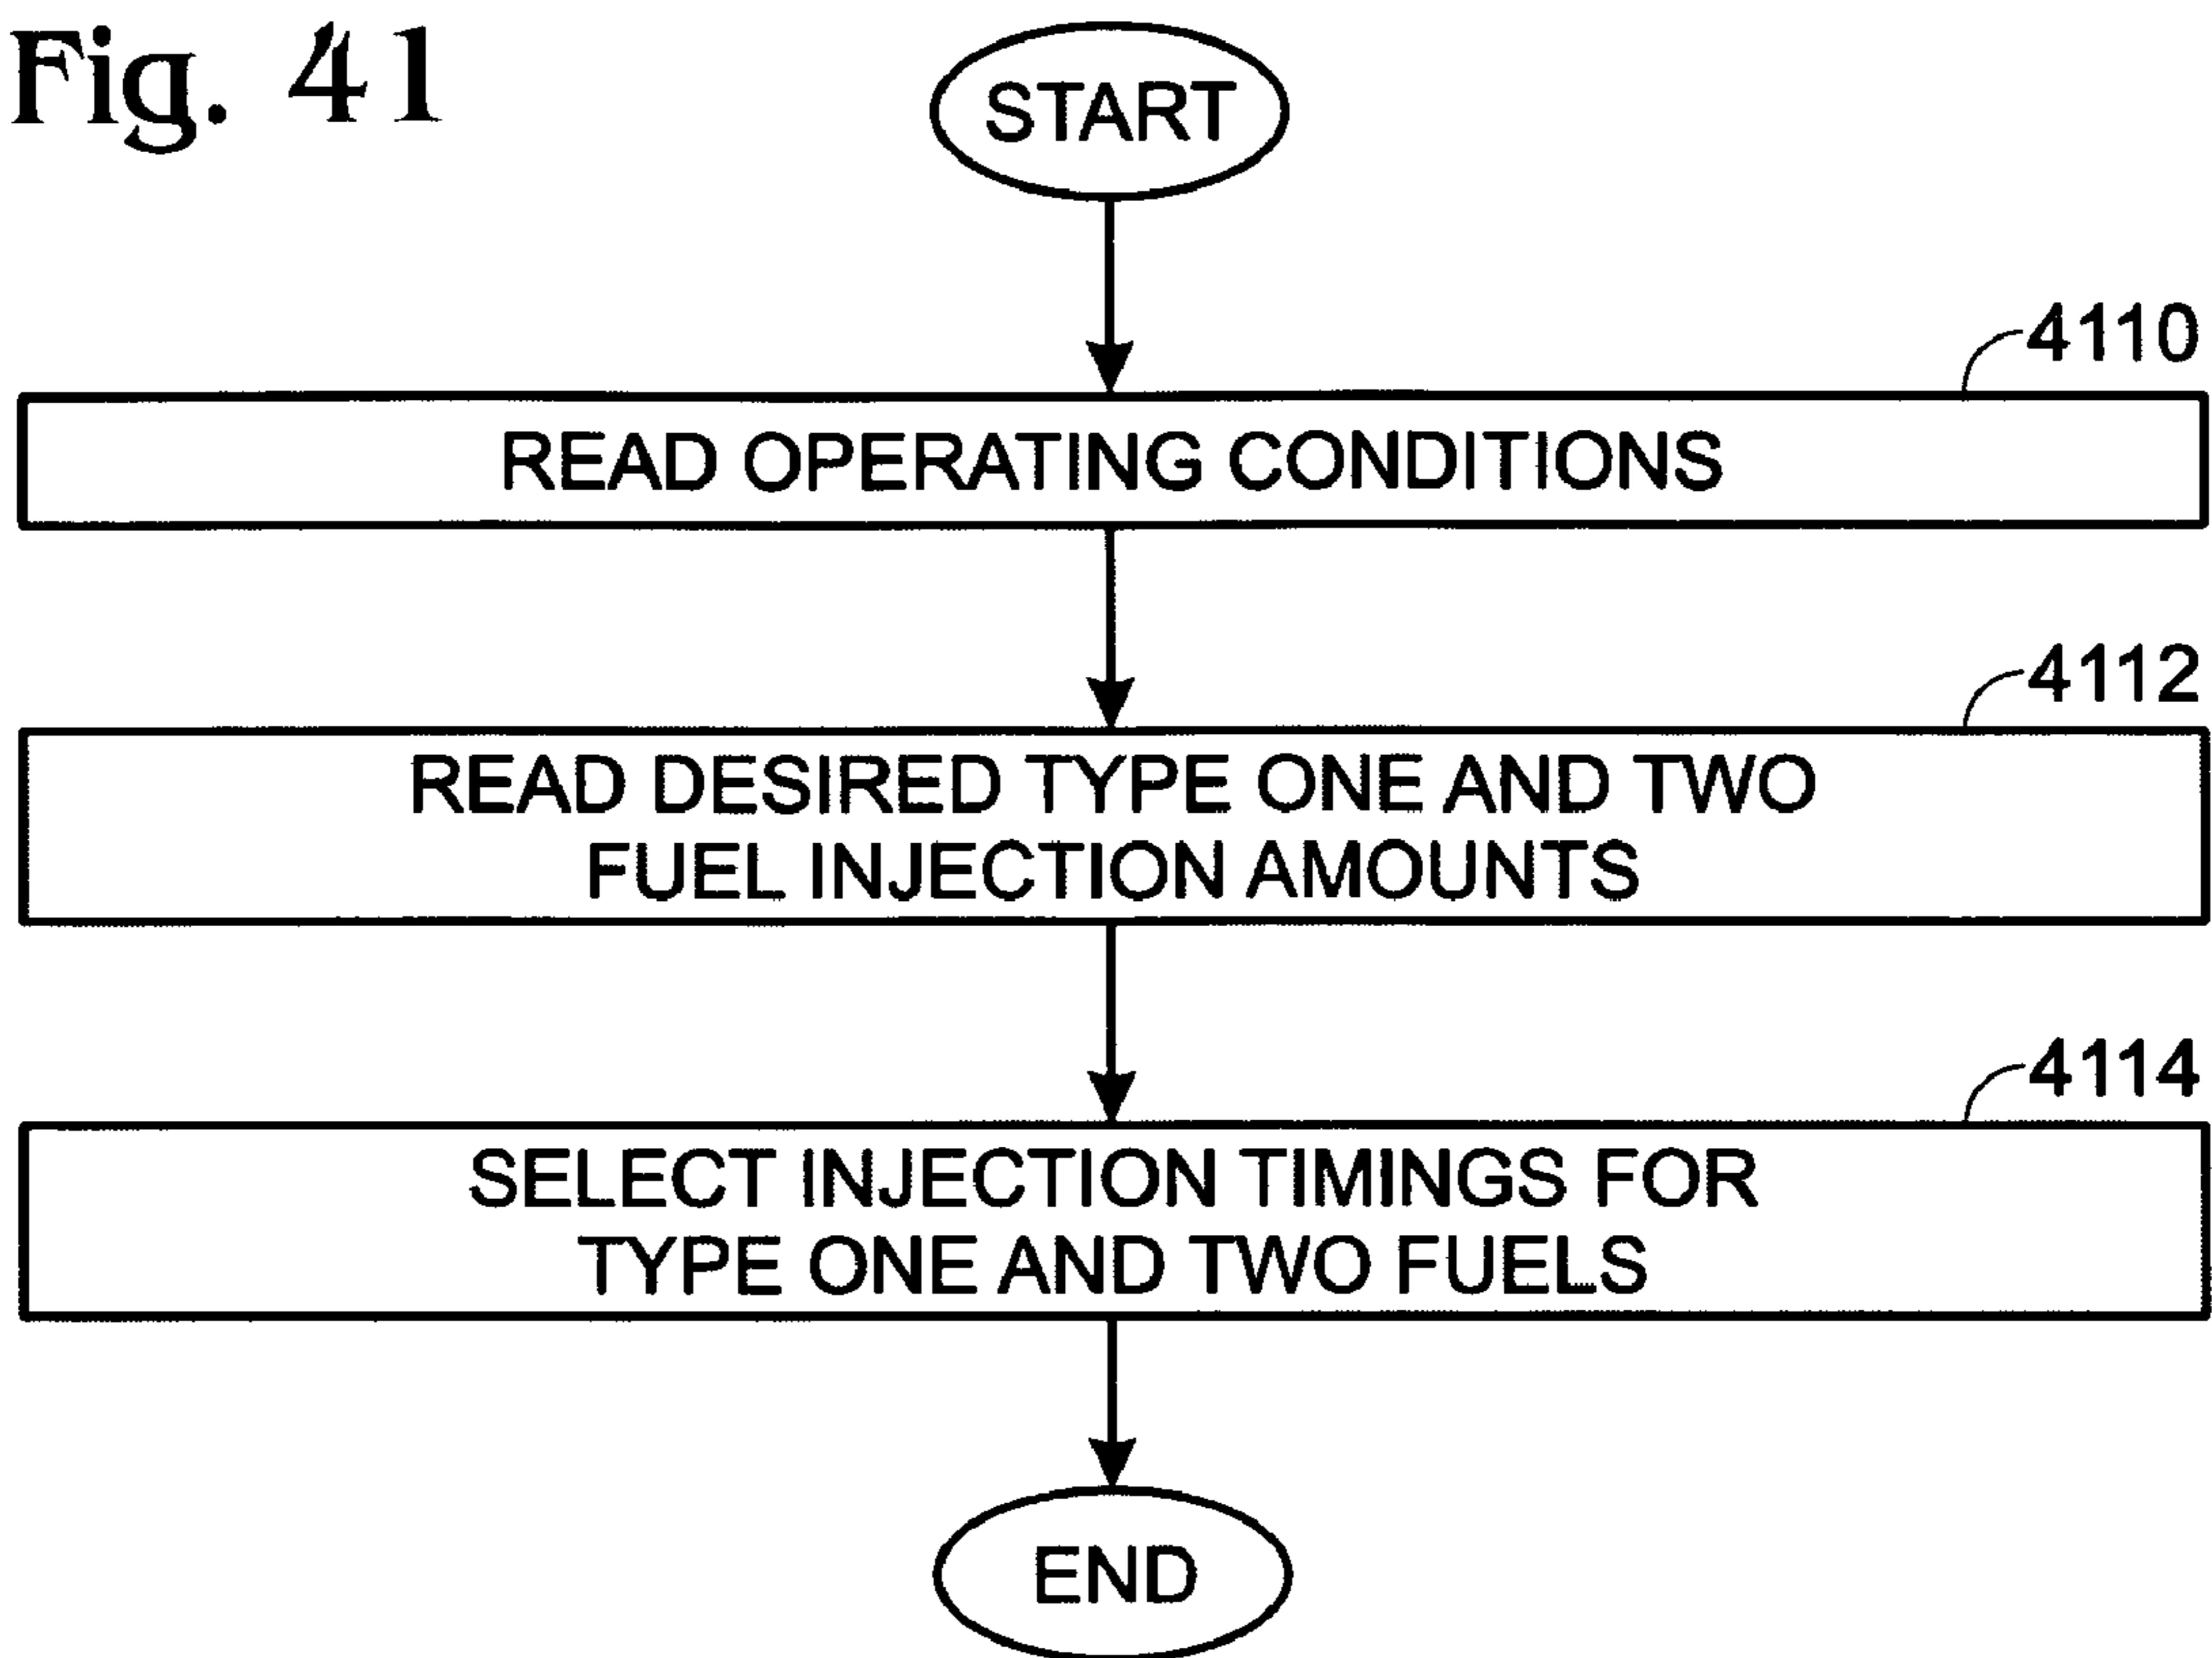 Fig. 41
START
4110
READ OPERATING CONDITIONS
4112
READ DESIRED TYPE ONE AND TWO
FUEL INJECTION AMOUNTS
4114
SELECT INJECTION TIMINGS FOR
TYPE ONE AND TWO FUELS
END